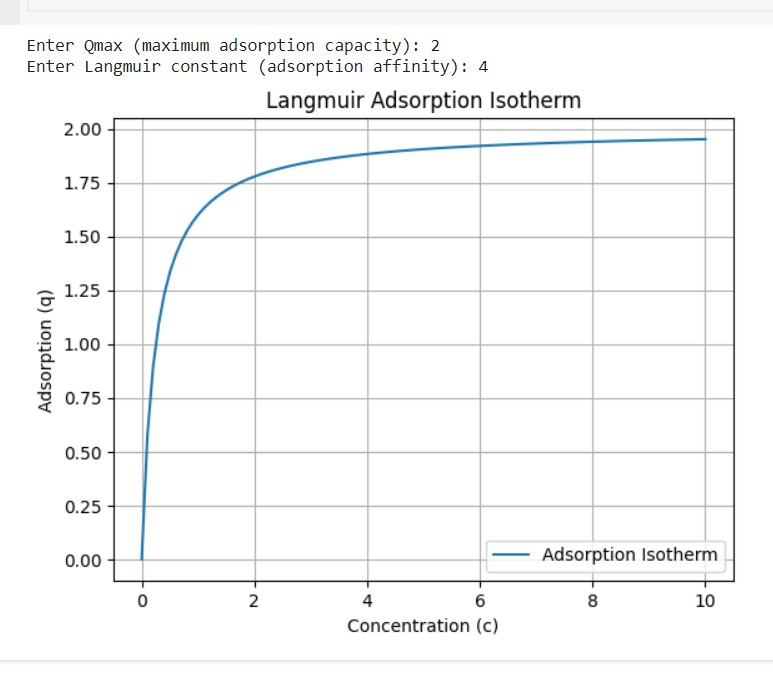 Enter Qmax (maximum adsorption capacity): 2
Enter Langmuir constant (adsorption affinity): 4
Langmuir Adsorption Isotherm
2.00
1.75
1.50
1.25
1.00
0.75
0.50
0.25
0.00
Adsorption (q)
Adsorption Isotherm
0 2 4 6 8 10
Concentration (c)